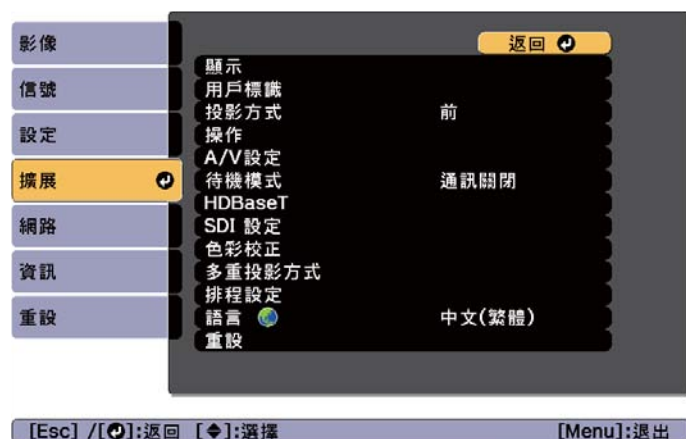 影像
信號
設定
擴展
網路
資訊
重設
返回
顯示
用戶標識
投影方式 前
操作
A/V設定
待機模式 通訊關閉
HDBaseT
SDI 設定
色彩校正
多重投影方式
排程設定
語言 中文(繁體)
重設
[Esc] /[ ]:返回 [ ]:選擇 [Menu]:退出